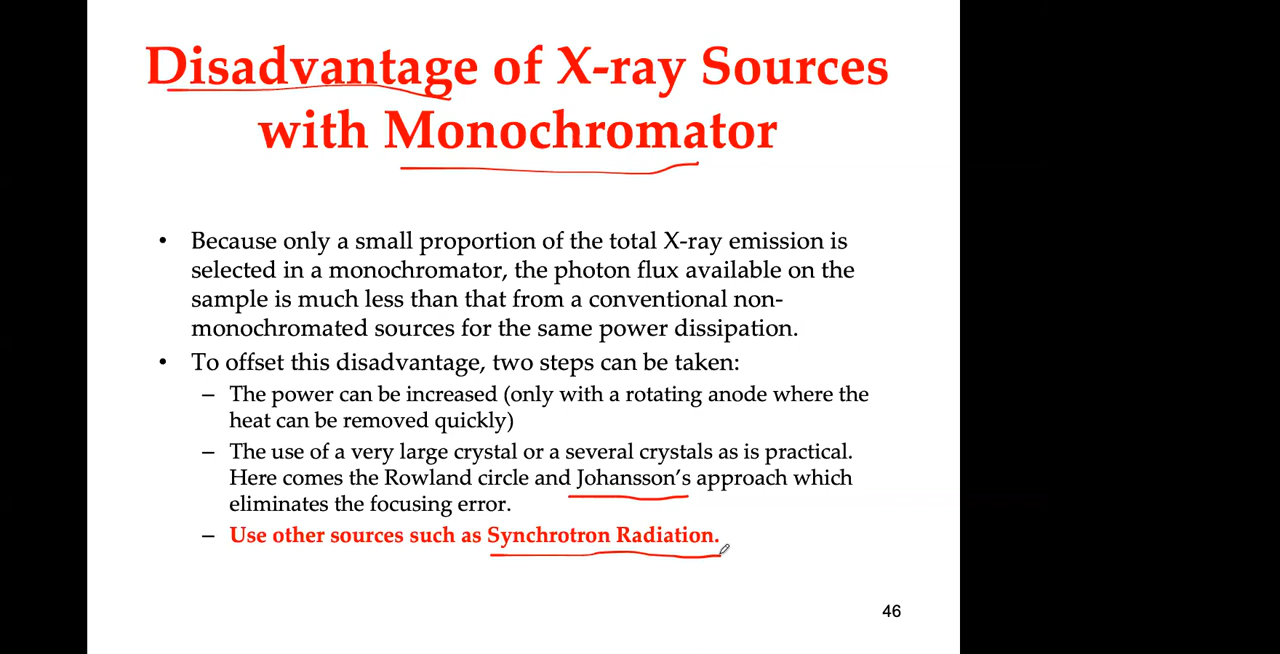 Disadvantage of X-ray Sources
with Monochromator
• Because only a small proportion of the total X-ray emission is
selected in a monochromator, the photon flux available on the
sample is much less than that from a conventional non-
monochromated sources for the same power dissipation.
• To offset this disadvantage, two steps can be taken:
– The power can be increased (only with a rotating anode where the
heat can be removed quickly)
– The use of a very large crystal or a several crystals as is practical.
Here comes the Rowland circle and Johansson's approach which
eliminates the focusing error.
– Use other sources such as Synchrotron Radiation.
46